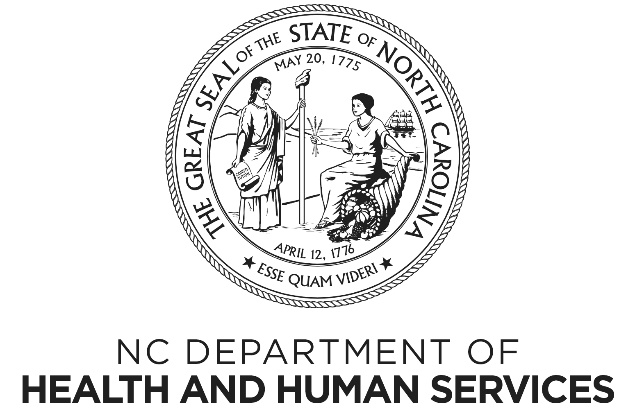 THE GREAT SEAL OF THE STATE OF NORTH CAROLINA
MAY 20, 1775
APRIL 12, 1776
★ ESSE QUAM VIDERI ★
NC DEPARTMENT OF
HEALTH AND HUMAN SERVICES